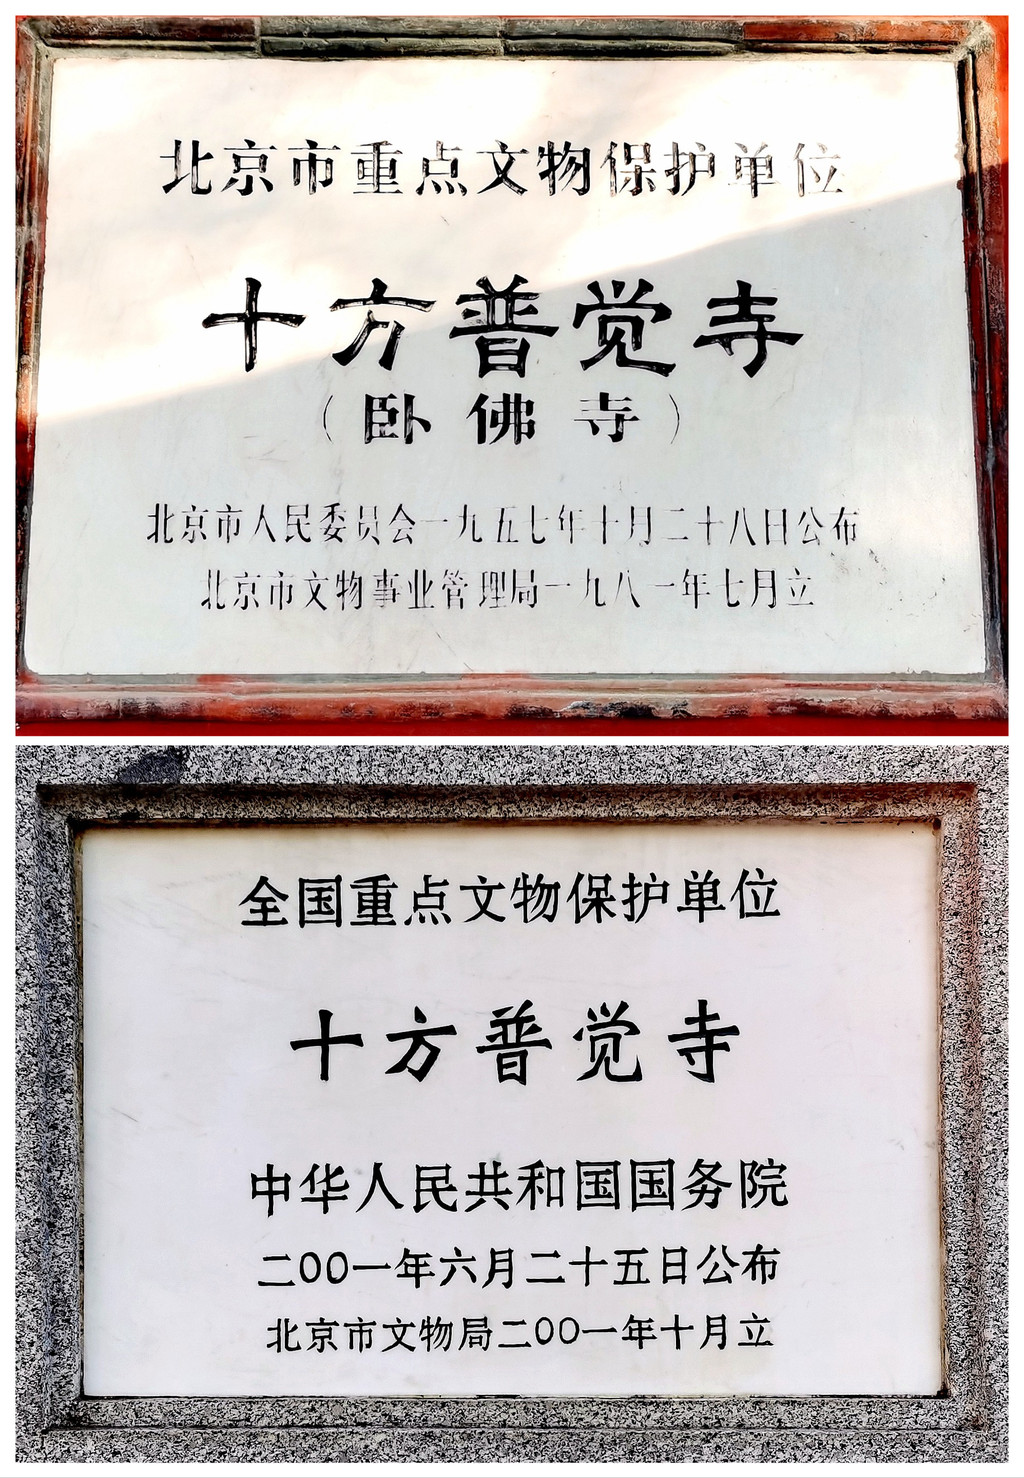 北京市重点文物保护单位
十方普觉寺
（卧佛寺）
北京市人民委员会一九五七年十月二十八日公布
北京市文物事业管理局一九八一年七月立
全国重点文物保护单位
十方普觉寺
中华人民共和国国务院
二〇〇一年六月二十五日公布
北京市文物局二〇〇一年十月立